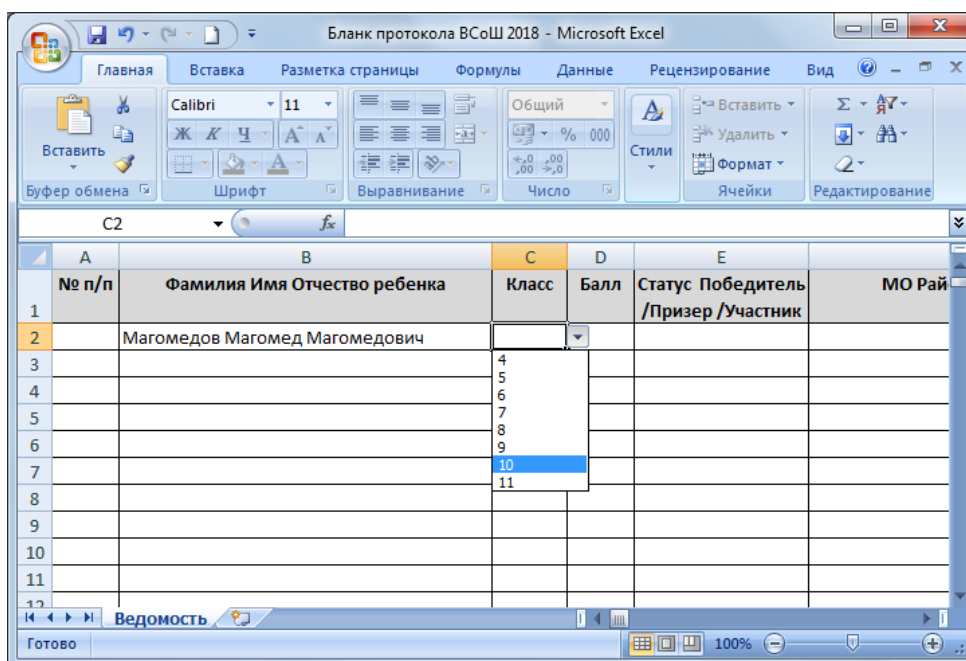 Бланк протокола ВСоШ 2018 - Microsoft Excel
Главная Вставка Разметка страницы Формулы Данные Рецензирование Вид
Calibri 11 Общий Вставить Σ
Вставить Ж К Ч % 000 Стили Удалить
Формат
Буфер обмена Шрифт Выравнивание Число Ячейки Редактирование
C2 fx
A B C D E
1 № п/п Фамилия Имя Отчество ребенка Класс Балл Статус Победитель /Призер /Участник МО Рай
2 Магомедов Магомед Магомедович
3
4
5
6
7
8
9
10
11
12
4
5
6
7
8
9
10
11
Ведомость
Готово 100%